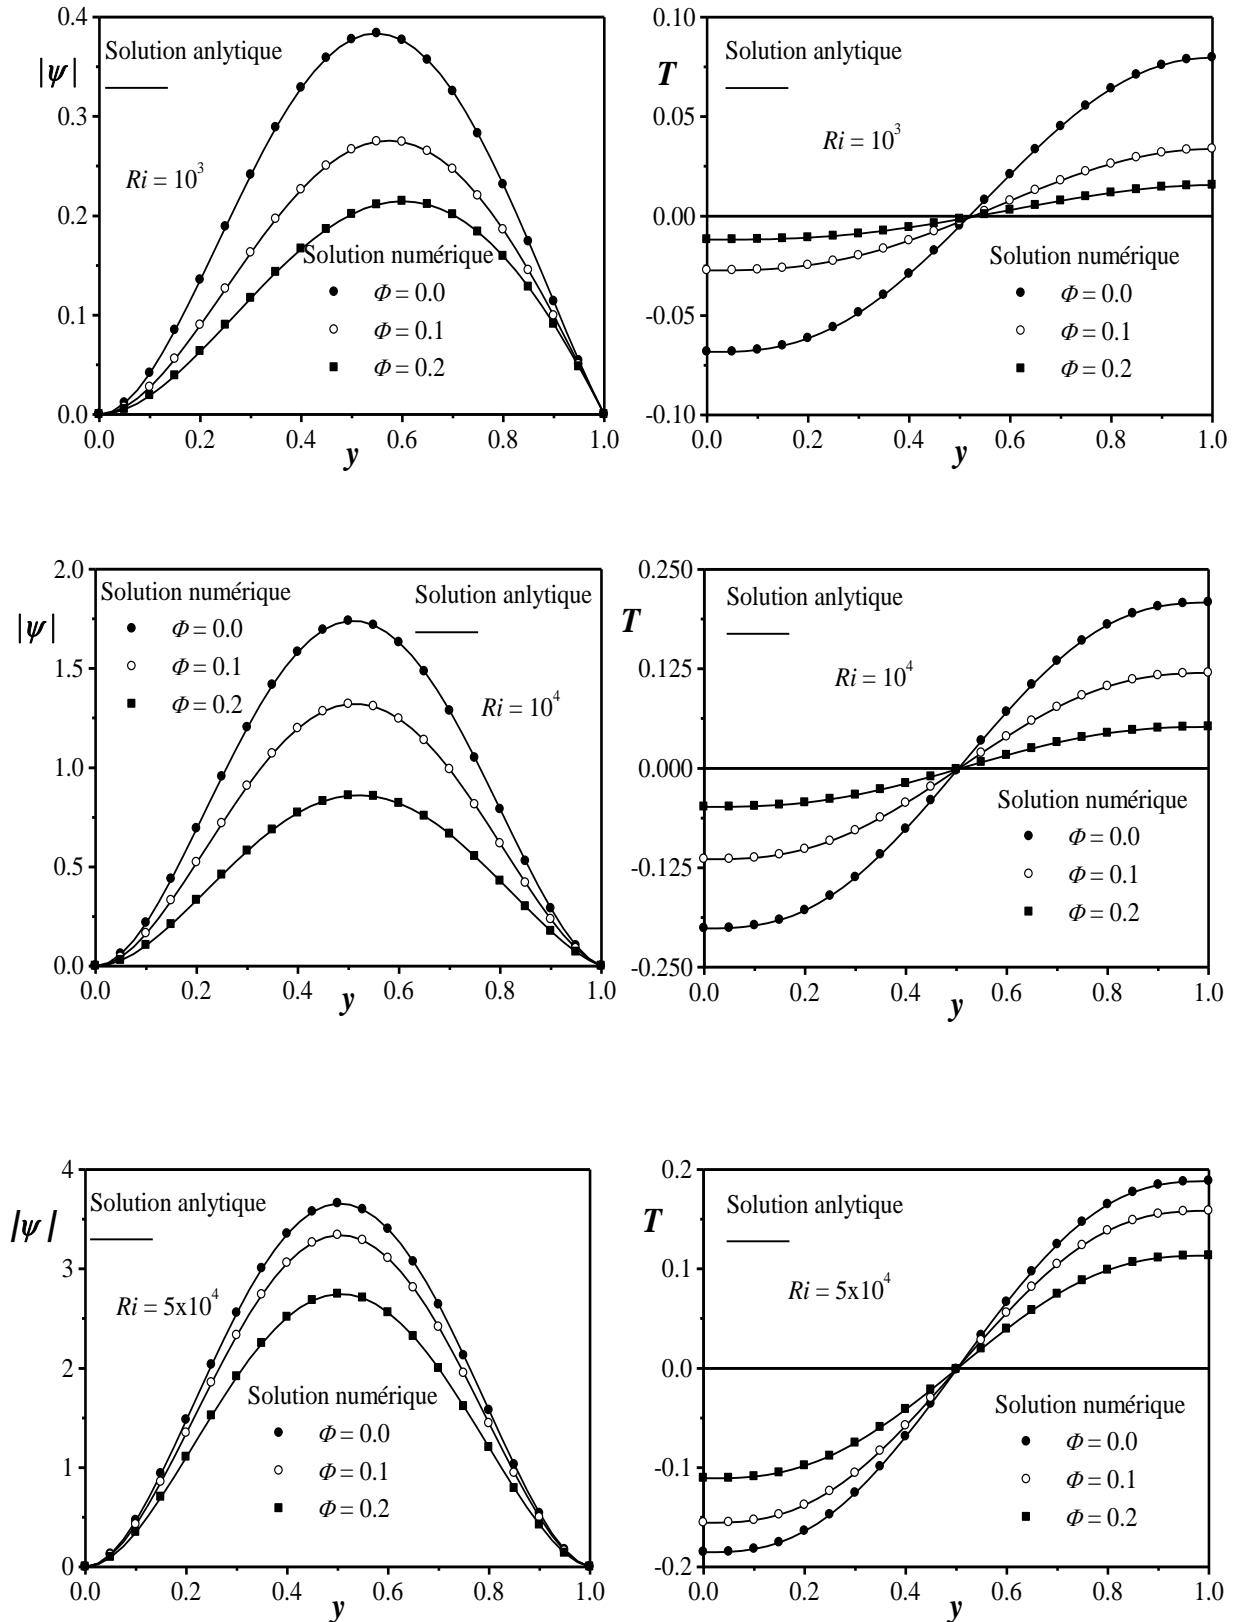 0.4
Solution anlytique
|ψ|
0.3
Ri = 10³
0.2
Solution numérique
Φ = 0.0
0.1
Φ = 0.1
Φ = 0.2
0.0
0.0 0.2 0.4 0.6 0.8 1.0
y
0.10
Solution anlytique
T
0.05
Ri = 10³
0.00
Solution numérique
Φ = 0.0
-0.05
Φ = 0.1
Φ = 0.2
-0.10
0.0 0.2 0.4 0.6 0.8 1.0
y
2.0
Solution numérique
Solution anlytique
|ψ|
Φ = 0.0
Φ = 0.1
1.5
Φ = 0.2
Ri = 10⁴
1.0
0.5
0.0
0.0 0.2 0.4 0.6 0.8 1.0
y
0.250
Solution anlytique
T
0.125
Ri = 10⁴
0.000
Solution numérique
Φ = 0.0
-0.125
Φ = 0.1
Φ = 0.2
-0.250
0.0 0.2 0.4 0.6 0.8 1.0
y
4
Solution anlytique
|ψ|
3
Ri = 5x10⁴
2
Solution numérique
Φ = 0.0
1
Φ = 0.1
Φ = 0.2
0
0.0 0.2 0.4 0.6 0.8 1.0
y
0.2
Solution anlytique
T
0.1
Ri = 5x10⁴
0.0
Solution numérique
Φ = 0.0
-0.1
Φ = 0.1
Φ = 0.2
-0.2
0.0 0.2 0.4 0.6 0.8 1.0
y